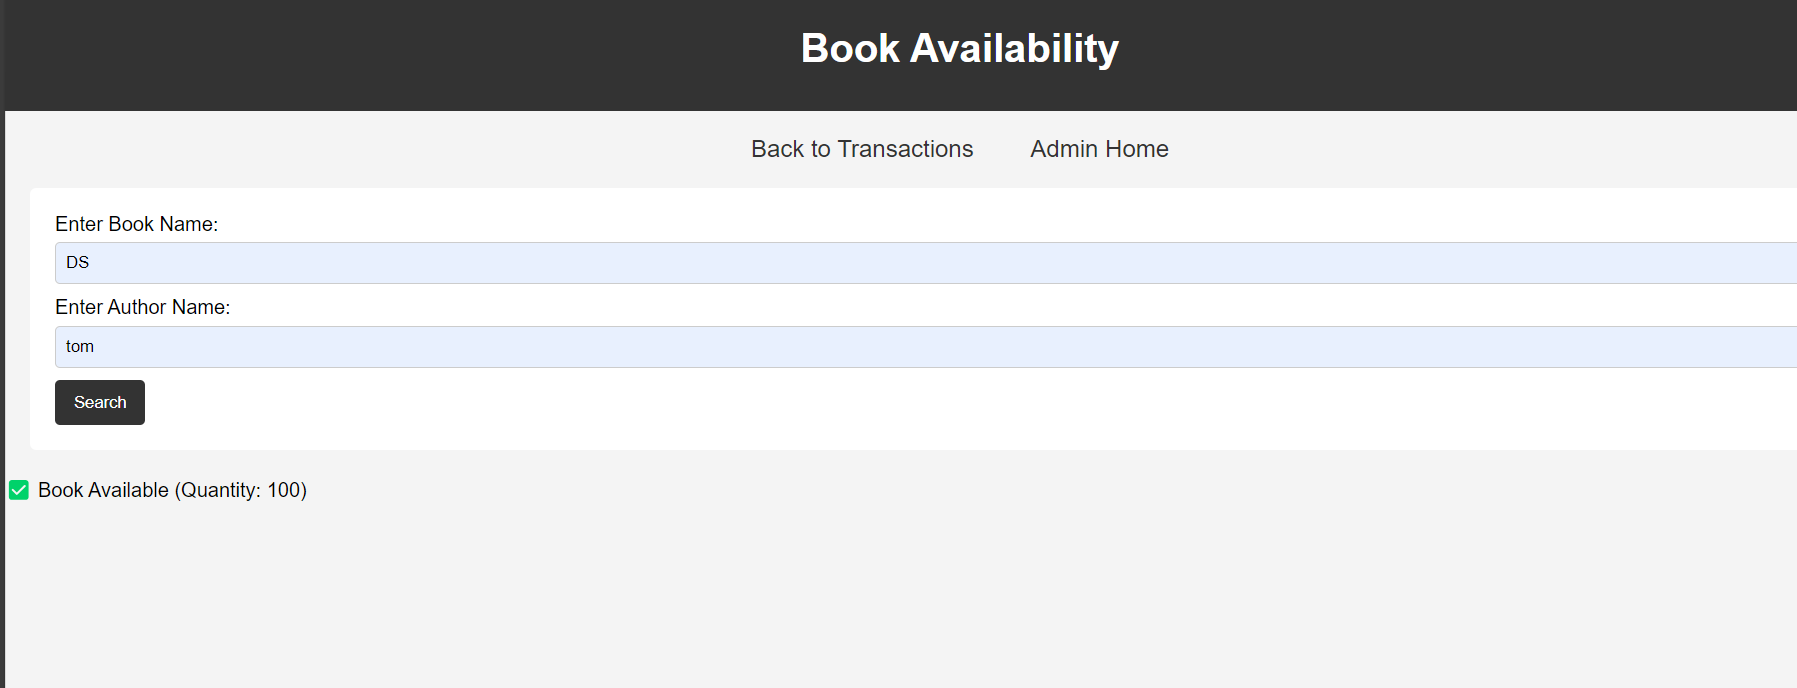 Book Availability
Back to Transactions Admin Home
Enter Book Name:
DS
Enter Author Name:
tom
Search
Book Available (Quantity: 100)